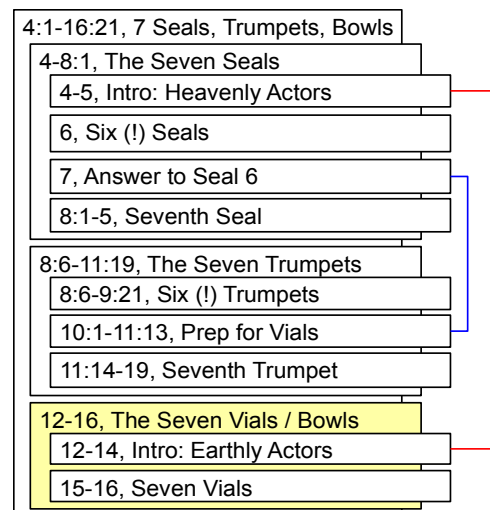 4:1-16:21, 7 Seals, Trumpets, Bowls
4-8:1, The Seven Seals
4-5, Intro: Heavenly Actors
6, Six (!) Seals
7, Answer to Seal 6
8:1-5, Seventh Seal
8:6-11:19, The Seven Trumpets
8:6-9:21, Six (!) Trumpets
10:1-11:13, Prep for Vials
11:14-19, Seventh Trumpet
12-16, The Seven Vials / Bowls
12-14, Intro: Earthly Actors
15-16, Seven Vials